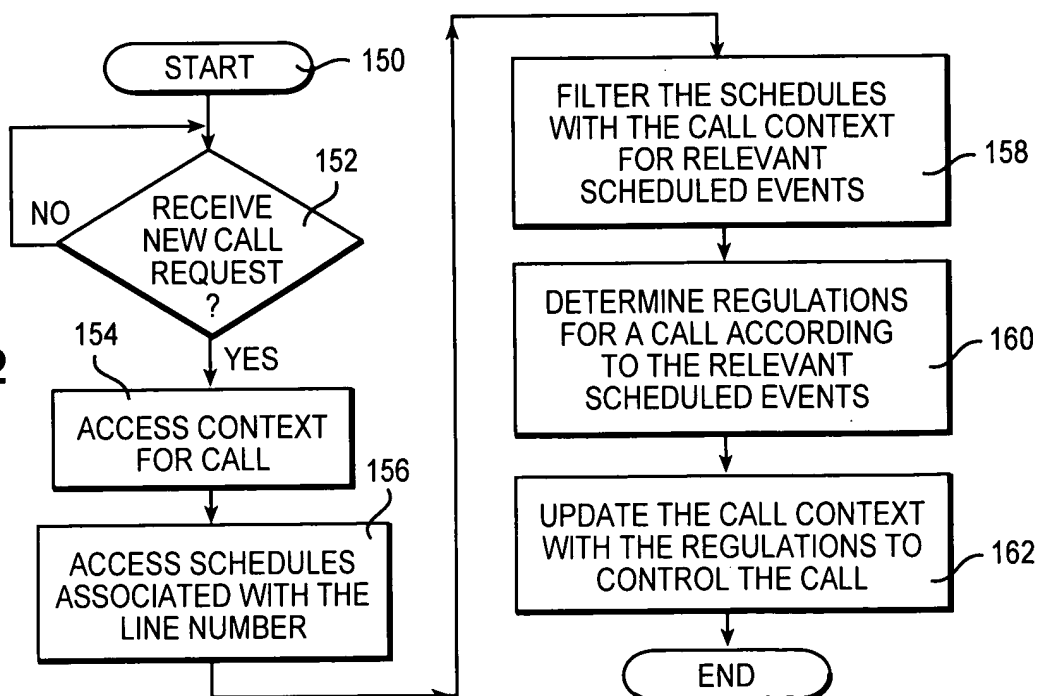 START
150
152
NO
RECEIVE
NEW CALL
REQUEST
?
YES
154
ACCESS CONTEXT
FOR CALL
156
ACCESS SCHEDULES
ASSOCIATED WITH THE
LINE NUMBER
FILTER THE SCHEDULES
WITH THE CALL CONTEXT
FOR RELEVANT
SCHEDULED EVENTS
158
DETERMINE REGULATIONS
FOR A CALL ACCORDING
TO THE RELEVANT
SCHEDULED EVENTS
160
UPDATE THE CALL CONTEXT
WITH THE REGULATIONS TO
CONTROL THE CALL
162
END